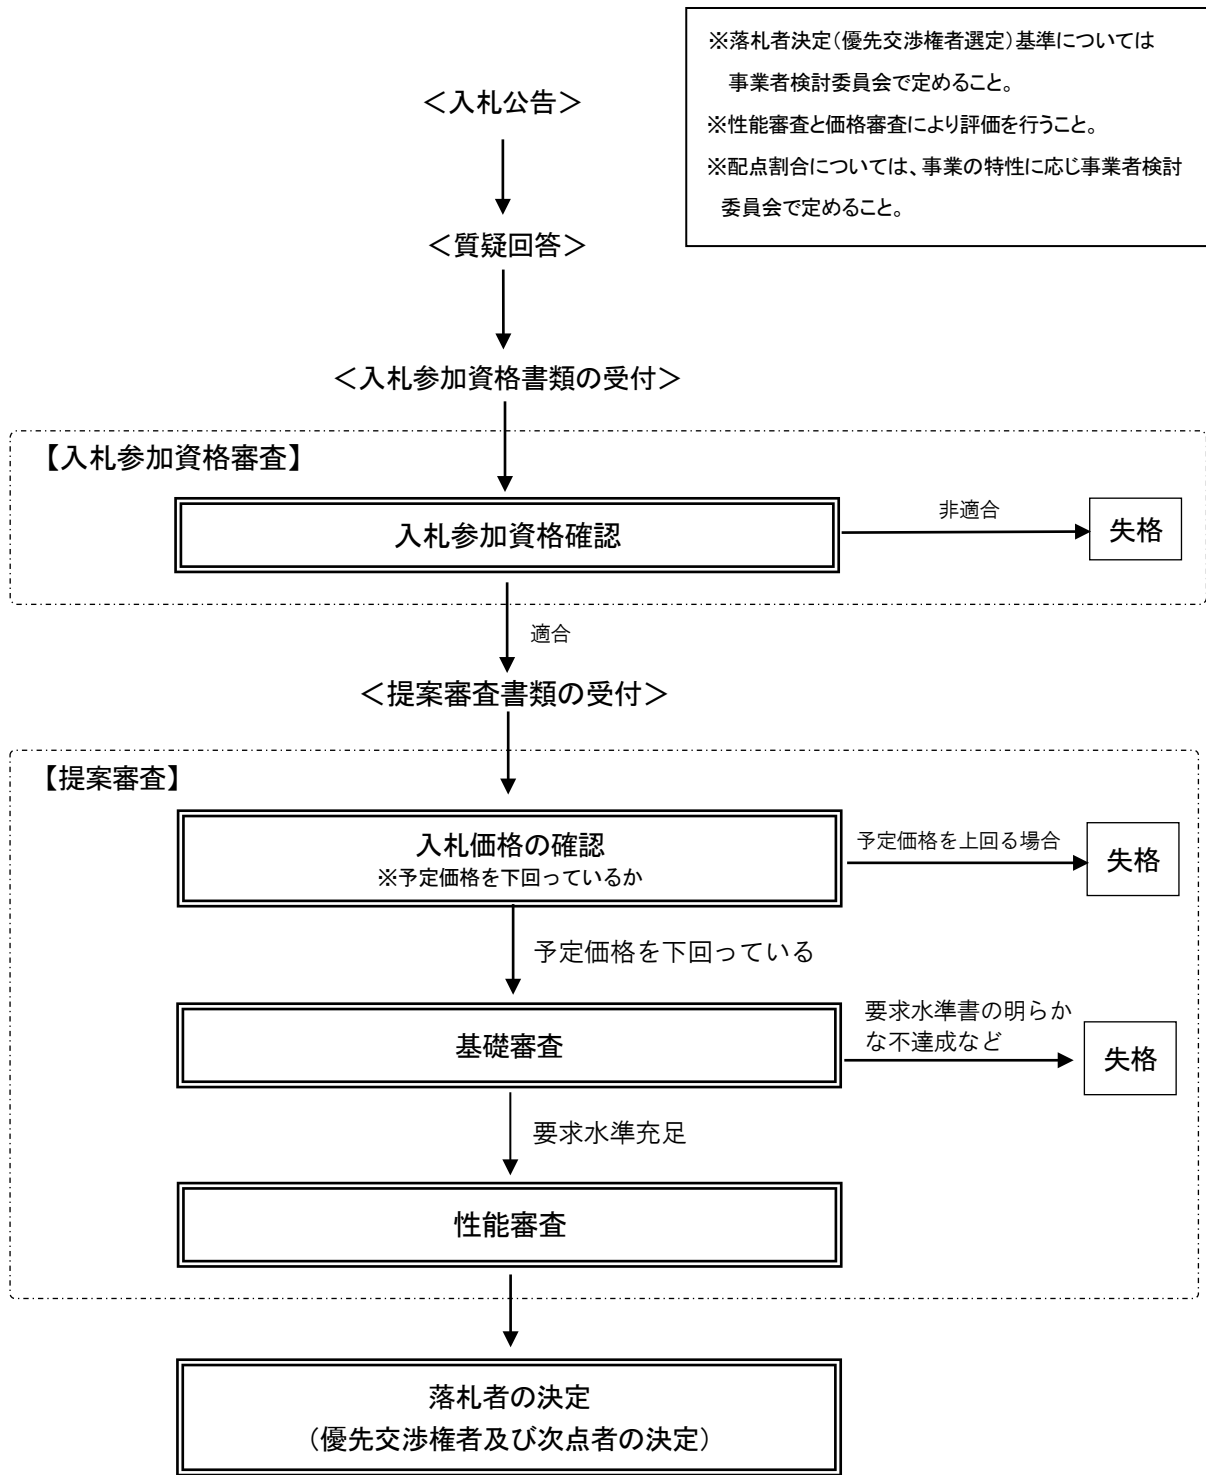 ※落札者決定（優先交渉権者選定）基準については
事業者検討委員会で定めること。
※性能審査と価格審査により評価を行うこと。
※配点割合については、事業の特性に応じ事業者検討
委員会で定めること。
＜入札公告＞
＜質疑回答＞
＜入札参加資格書類の受付＞
【入札参加資格審査】
入札参加資格確認
非適合
失格
適合
＜提案審査書類の受付＞
【提案審査】
入札価格の確認
※予定価格を下回っているか
予定価格を上回る場合
失格
予定価格を下回っている
基礎審査
要求水準書の明らか
な不達成など
失格
要求水準充足
性能審査
落札者の決定
（優先交渉権者及び次点者の決定）